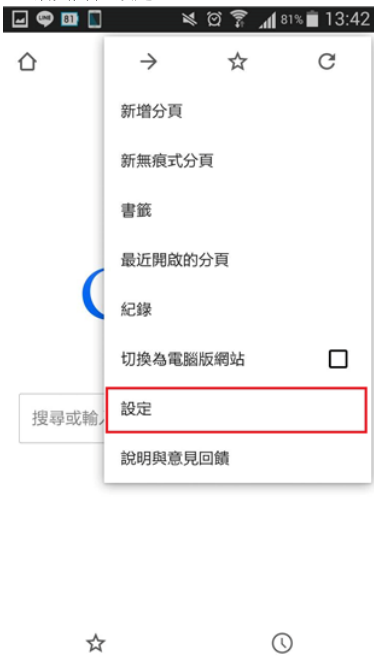 81 81% 13:42
新增分頁
新無痕式分頁
書籤
最近開啟的分頁
紀錄
切換為電腦版網站
搜尋或輸入
設定
說明與意見回饋